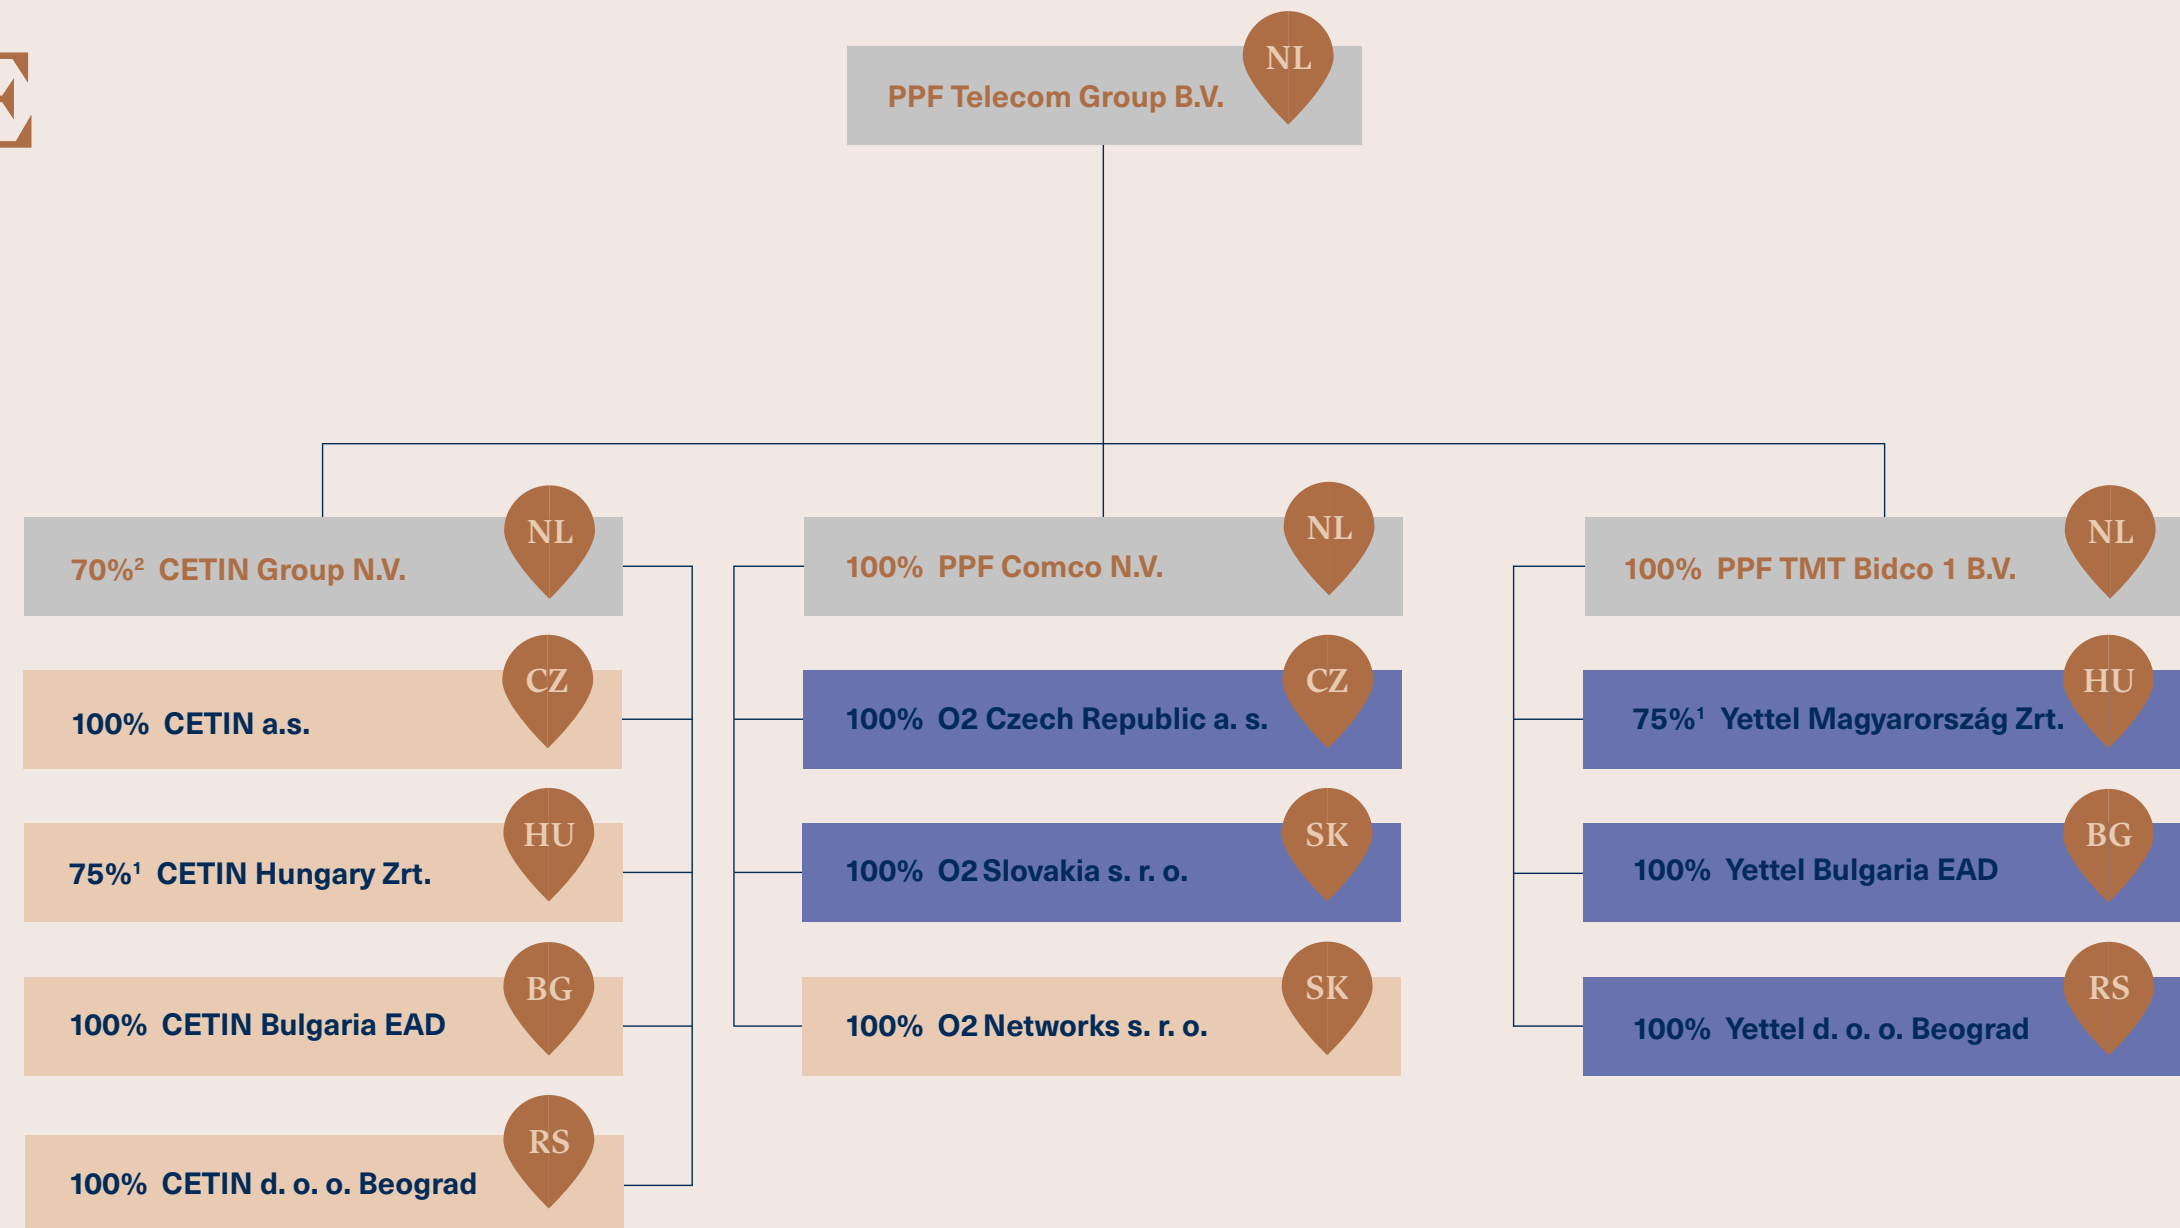 E
PPF Telecom Group B.V.
NL
70%² CETIN Group N.V.
NL
100% CETIN a.s.
CZ
75%¹ CETIN Hungary Zrt.
HU
100% CETIN Bulgaria EAD
BG
100% CETIN d. o. o. Beograd
RS
100% PPF Comco N.V.
NL
100% O2 Czech Republic a. s.
CZ
100% O2 Slovakia s. r. o.
SK
100% O2 Networks s. r. o.
SK
100% PPF TMT Bidco 1 B.V.
NL
75%¹ Yettel Magyarország Zrt.
HU
100% Yettel Bulgaria EAD
BG
100% Yettel d. o. o. Beograd
RS